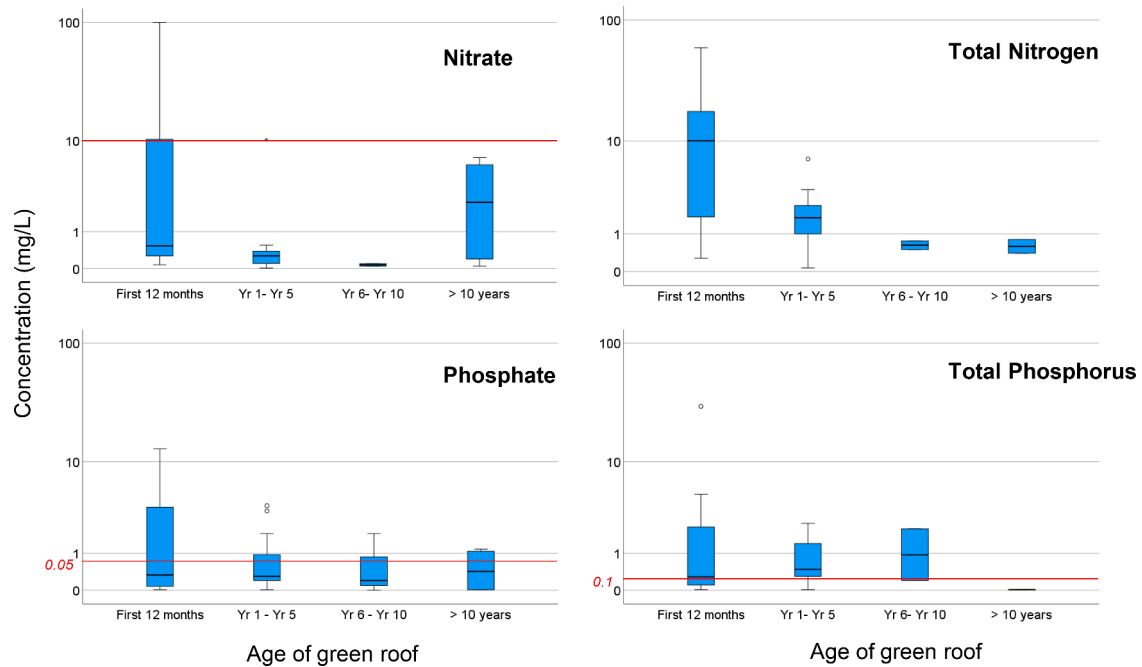 Concentration (mg/L)
Nitrate
100
10
1
0
First 12 months
Yr 1- Yr 5
Yr 6- Yr 10
> 10 years
Total Nitrogen
100
10
1
0
First 12 months
Yr 1- Yr 5
Yr 6 - Yr 10
> 10 years
Phosphate
100
10
1
0.05
0
First 12 months
Yr 1 - Yr 5
Yr 6 - Yr 10
> 10 years
Age of green roof
Total Phosphorus
100
10
1
0.1
0
First 12 months
Yr 1- Yr 5
Yr 6- Yr 10
> 10 years
Age of green roof